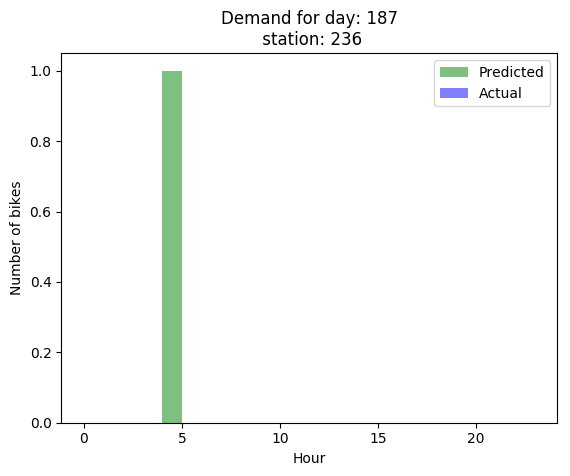 Demand for day: 187
station: 236
Predicted
Actual
Number of bikes
1.0
0.8
0.6
0.4
0.2
0.0
0
5
10
15
20
Hour